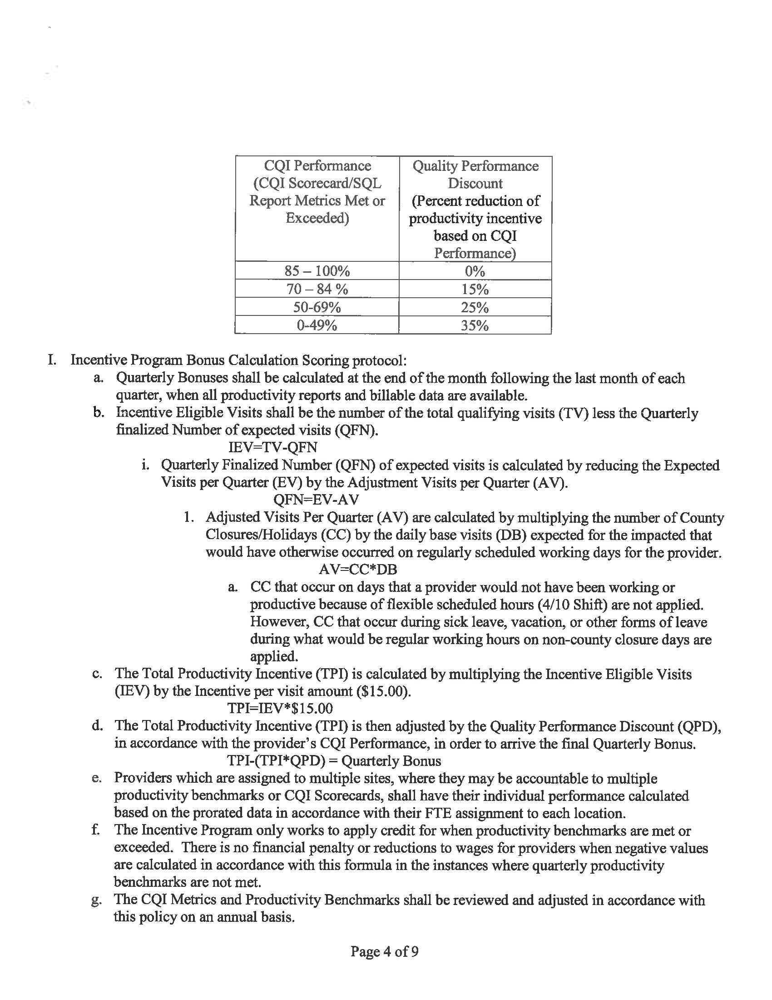 CQI Performance
(CQI Scorecard/SQL
Report Metrics Met or
Exceeded)
Quality Performance
Discount
(Percent reduction of
productivity incentive
based on CQI
Performance)
85 – 100% 0%
70 – 84 % 15%
50-69% 25%
0-49% 35%
I. Incentive Program Bonus Calculation Scoring protocol:
a. Quarterly Bonuses shall be calculated at the end of the month following the last month of each
quarter, when all productivity reports and billable data are available.
b. Incentive Eligible Visits shall be the number of the total qualifying visits (TV) less the Quarterly
finalized Number of expected visits (QFN).
IEV=TV-QFN
i. Quarterly Finalized Number (QFN) of expected visits is calculated by reducing the Expected
Visits per Quarter (EV) by the Adjustment Visits per Quarter (AV).
QFN=EV-AV
1. Adjusted Visits Per Quarter (AV) are calculated by multiplying the number of County
Closures/Holidays (CC) by the daily base visits (DB) expected for the impacted that
would have otherwise occurred on regularly scheduled working days for the provider.
AV=CC*DB
a. CC that occur on days that a provider would not have been working or
productive because of flexible scheduled hours (4/10 Shift) are not applied.
However, CC that occur during sick leave, vacation, or other forms of leave
during what would be regular working hours on non-county closure days are
applied.
c. The Total Productivity Incentive (TPI) is calculated by multiplying the Incentive Eligible Visits
(IEV) by the Incentive per visit amount ($15.00).
TPI=IEV*$15.00
d. The Total Productivity Incentive (TPI) is then adjusted by the Quality Performance Discount (QPD),
in accordance with the provider's CQI Performance, in order to arrive the final Quarterly Bonus.
TPI-(TPI*QPD) = Quarterly Bonus
e. Providers which are assigned to multiple sites, where they may be accountable to multiple
productivity benchmarks or CQI Scorecards, shall have their individual performance calculated
based on the prorated data in accordance with their FTE assignment to each location.
f. The Incentive Program only works to apply credit for when productivity benchmarks are met or
exceeded. There is no financial penalty or reductions to wages for providers when negative values
are calculated in accordance with this formula in the instances where quarterly productivity
benchmarks are not met.
g. The CQI Metrics and Productivity Benchmarks shall be reviewed and adjusted in accordance with
this policy on an annual basis.
Page 4 of 9